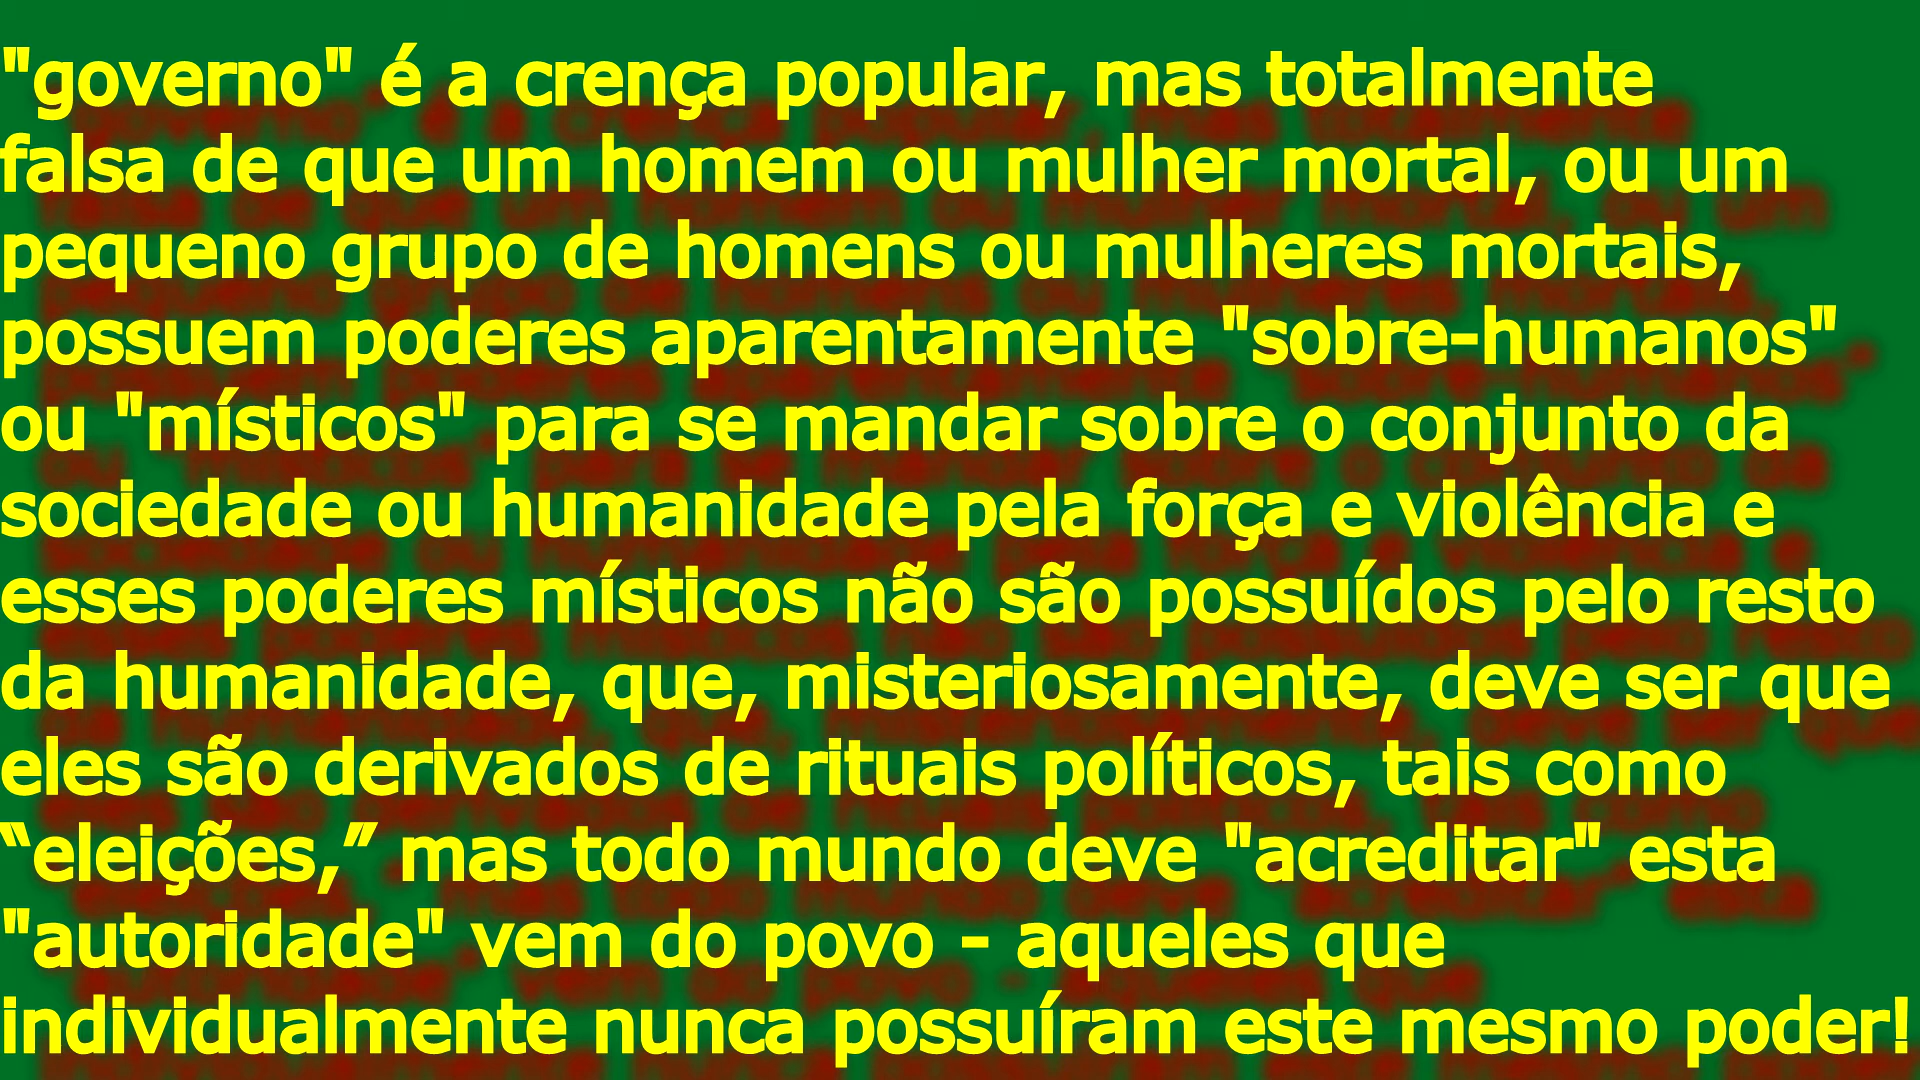 "governo" é a crença popular, mas totalmente
falsa de que um homem ou mulher mortal, ou um
pequeno grupo de homens ou mulheres mortais,
possuem poderes aparentamente "sobre-humanos"
ou "místicos" para se mandar sobre o conjunto da
sociedade ou humanidade pela força e violência e
esses poderes místicos não são possuídos pelo resto
da humanidade, que, misteriosamente, deve ser que
eles são derivados de rituais políticos, tais como
“eleições,” mas todo mundo deve "acreditar" esta
"autoridade" vem do povo - aqueles que
individualmente nunca possuíram este mesmo poder!